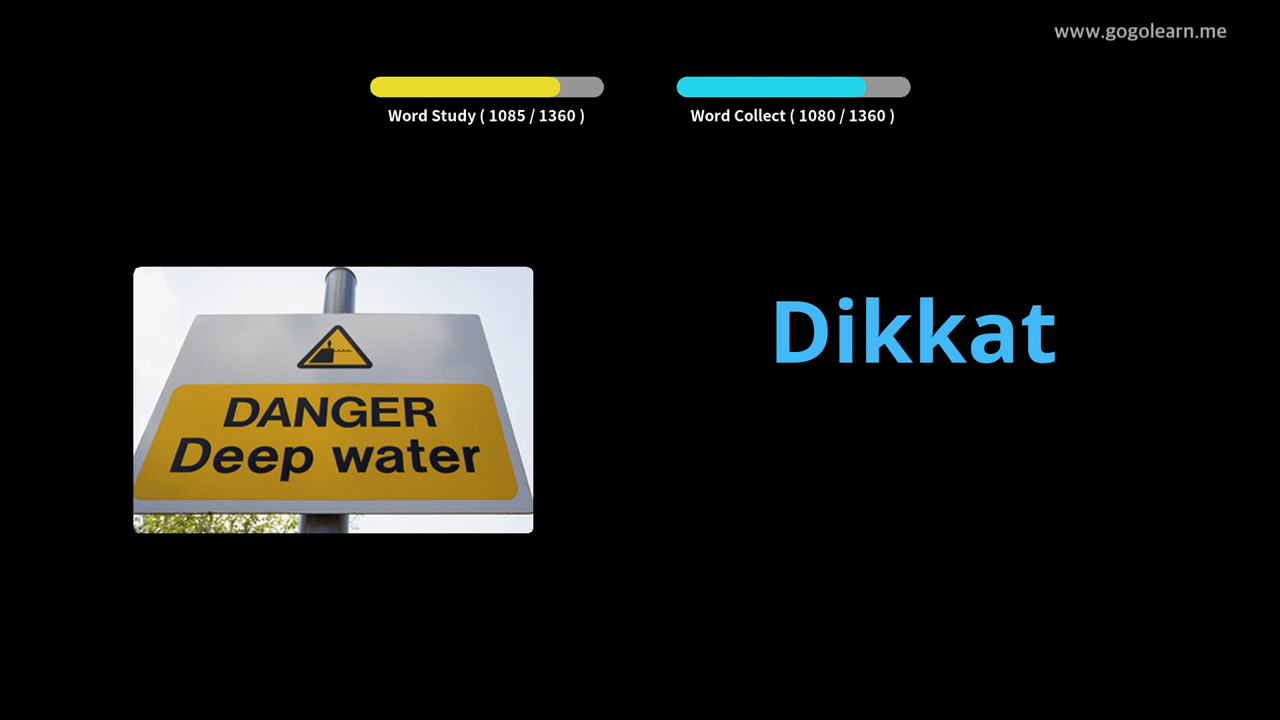 www.gogolearn.me
Word Study ( 1085 / 1360 )
Word Collect ( 1080 / 1360 )
Dikkat
DANGER
Deep water